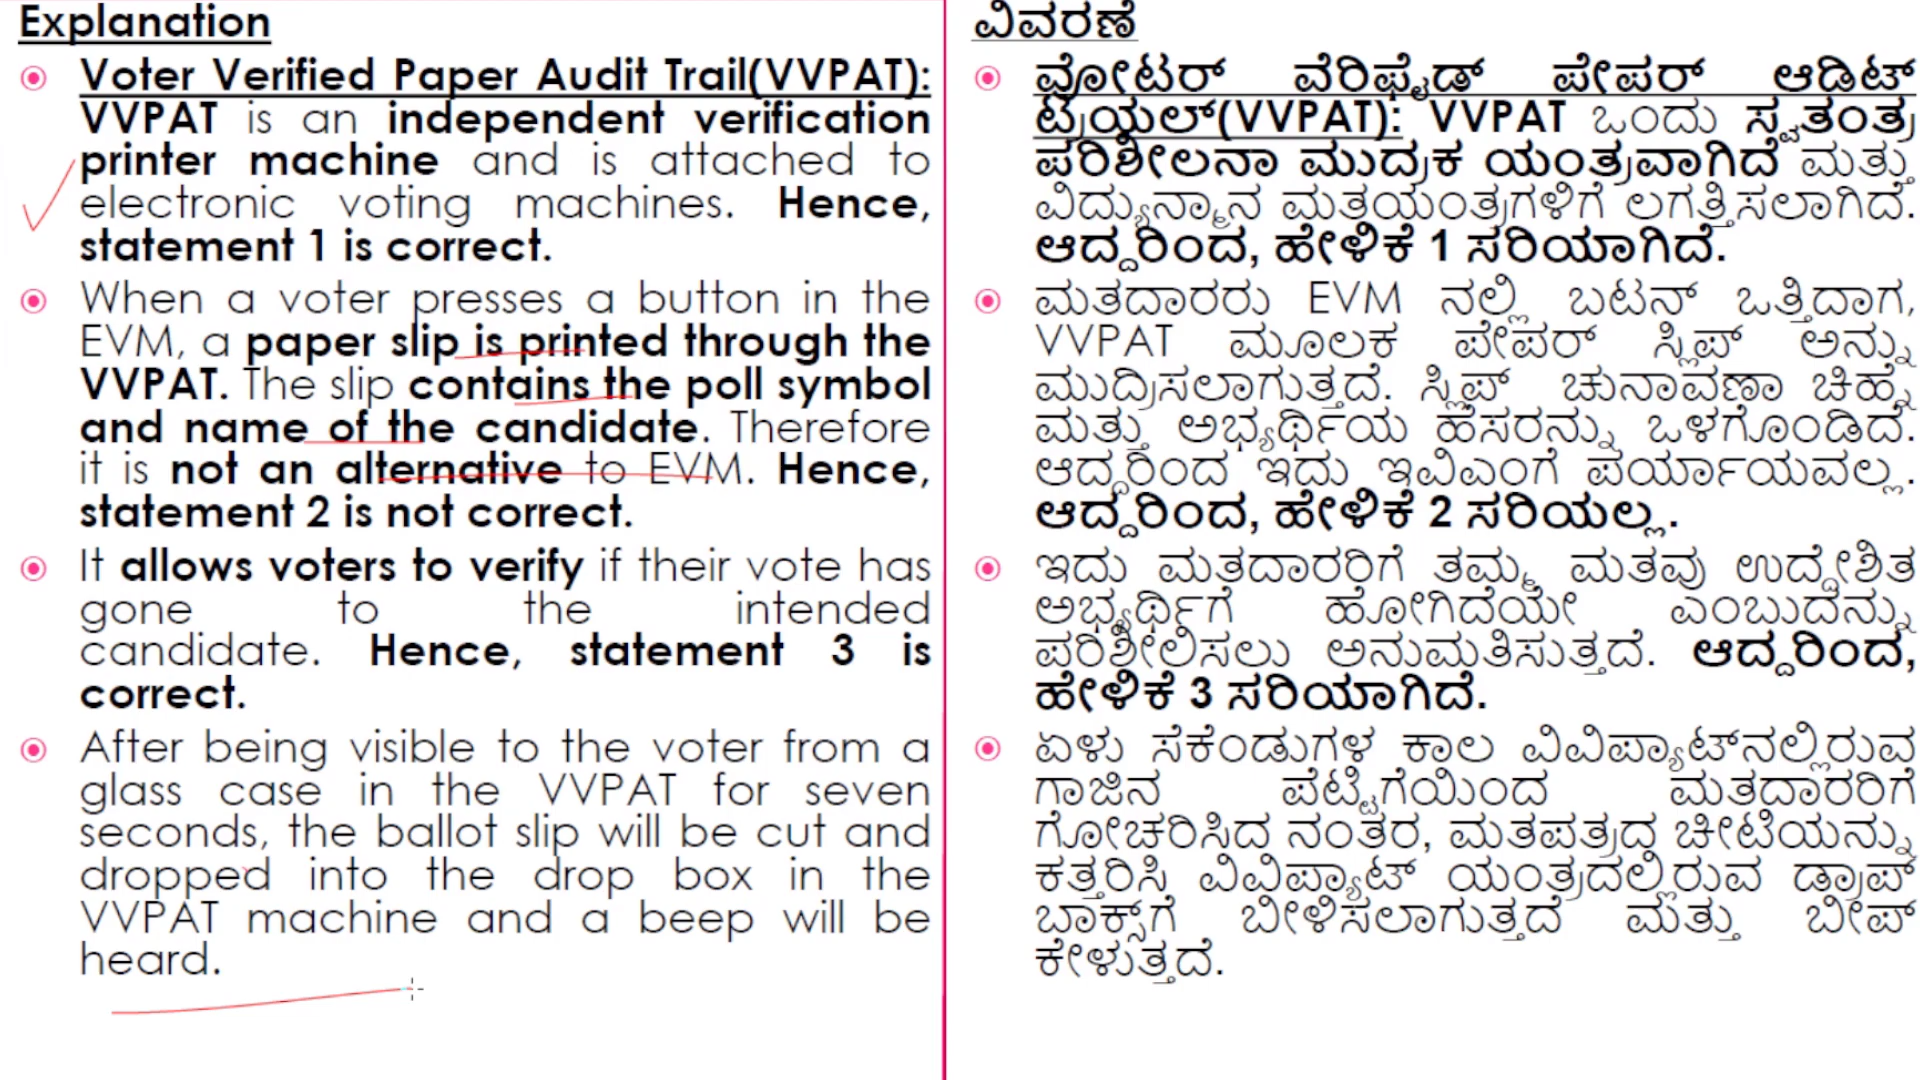 Explanation
Voter Verified Paper Audit Trail(VVPAT):
VVPAT is an independent verification
printer machine and is attached to
electronic voting machines. Hence,
statement 1 is correct.
When a voter presses a button in the
EVM, a paper slip is printed through the
VVPAT. The slip contains the poll symbol
and name of the candidate. Therefore
it is not an alternative to EVM. Hence,
statement 2 is not correct.
It allows voters to verify if their vote has
gone to the intended
candidate. Hence, statement 3 is
correct.
After being visible to the voter from a
glass case in the VVPAT for seven
seconds, the ballot slip will be cut and
dropped into the drop box in the
VVPAT machine and a beep will be
heard.
ವಿವರಣೆ
ವೋಟರ್ ವೆರಿಫೈಡ್ ಪೇಪರ್ ಆಡಿಟ್
ಟ್ರಯಲ್(VVPAT): VVPAT ಒಂದು ಸ್ವತಂತ್ರ
ಪರಿಶೀಲನಾ ಮುದ್ರಕ ಯಂತ್ರವಾಗಿದೆ ಮತ್ತು
ವಿದ್ಯುನ್ಮಾನ ಮತಯಂತ್ರಗಳಿಗೆ ಲಗತ್ತಿಸಲಾಗಿದೆ.
ಆದ್ದರಿಂದ, ಹೇಳಿಕೆ 1 ಸರಿಯಾಗಿದೆ.
ಮತದಾರರು EVM ನಲ್ಲಿ ಬಟನ್ ಒತ್ತಿದಾಗ,
VVPAT ಮೂಲಕ ಪೇಪರ್ ಸ್ಲಿಪ್ ಅನ್ನು
ಮುದ್ರಿಸಲಾಗುತ್ತದೆ. ಸ್ಲಿಪ್ ಚುನಾವಣಾ ಚಿಹ್ನೆ
ಮತ್ತು ಅಭ್ಯರ್ಥಿಯ ಹೆಸರನ್ನು ಒಳಗೊಂಡಿದೆ.
ಆದ್ದರಿಂದ ಇದು ಇವಿಎಂಗೆ ಪರ್ಯಾಯವಲ್ಲ.
ಆದ್ದರಿಂದ, ಹೇಳಿಕೆ 2 ಸರಿಯಲ್ಲ.
ಇದು ಮತದಾರರಿಗೆ ತಮ್ಮ ಮತವು ಉದ್ದೇಶಿತ
ಅಭ್ಯರ್ಥಿಗೆ ಹೋಗಿದೆಯೇ ಎಂಬುದನ್ನು
ಪರಿಶೀಲಿಸಲು ಅನುಮತಿಸುತ್ತದೆ. ಆದ್ದರಿಂದ,
ಹೇಳಿಕೆ 3 ಸರಿಯಾಗಿದೆ.
ಏಳು ಸೆಕೆಂಡುಗಳ ಕಾಲ ವಿವಿಪ್ಯಾಟ್‌ನಲ್ಲಿರುವ
ಗಾಜಿನ ಪೆಟ್ಟಿಗೆಯಿಂದ ಮತದಾರರಿಗೆ
ಗೋಚರಿಸಿದ ನಂತರ, ಮತಪತ್ರದ ಚೀಟಿಯನ್ನು
ಕತ್ತರಿಸಿ ವಿವಿಪ್ಯಾಟ್ ಯಂತ್ರದಲ್ಲಿರುವ ಡ್ರಾಪ್
ಬಾಕ್ಸ್‌ಗೆ ಬೀಳಿಸಲಾಗುತ್ತದೆ ಮತ್ತು ಬೀಪ್
ಕೇಳುತ್ತದೆ.